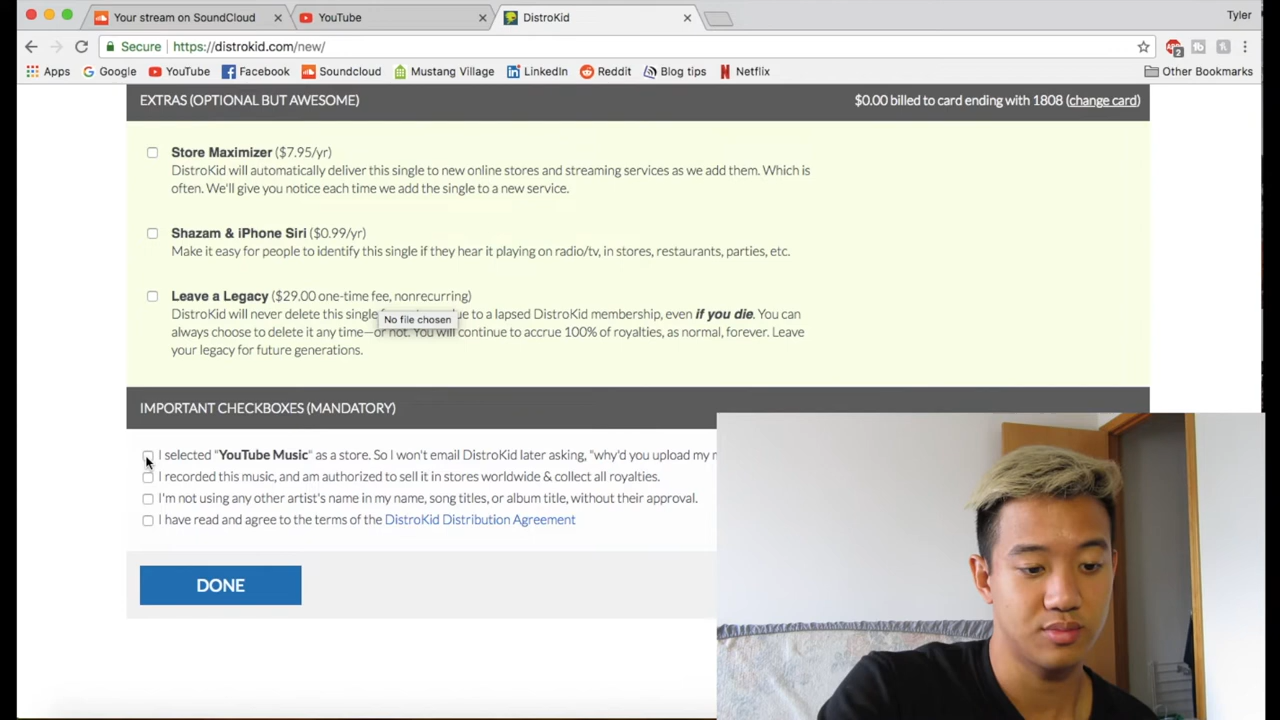 Your stream on SoundCloud
YouTube
DistroKid
Tyler
Secure https://distrokid.com/new/
2
Apps Google YouTube Facebook Soundcloud Mustang Village LinkedIn Reddit Blog tips Netflix Other Bookmarks
EXTRAS (OPTIONAL BUT AWESOME)
$0.00 billed to card ending with 1808 (change card)
Store Maximizer ($7.95/yr)
DistroKid will automatically deliver this single to new online stores and streaming services as we add them. Which is
often. We'll give you notice each time we add the single to a new service.
Shazam & iPhone Siri ($0.99/yr)
Make it easy for people to identify this single if they hear it playing on radio/tv, in stores, restaurants, parties, etc.
Leave a Legacy ($29.00 one-time fee, nonrecurring)
DistroKid will never delete this single due to a lapsed DistroKid membership, even if you die. You can
No file chosen
always choose to delete it any time—or not. You will continue to accrue 100% of royalties, as normal, forever. Leave
your legacy for future generations.
IMPORTANT CHECKBOXES (MANDATORY)
I selected "YouTube Music" as a store. So I won't email DistroKid later asking, "why'd you upload my
I recorded this music, and am authorized to sell it in stores worldwide & collect all royalties.
I'm not using any other artist's name in my name, song titles, or album title, without their approval.
I have read and agree to the terms of the DistroKid Distribution Agreement
DONE